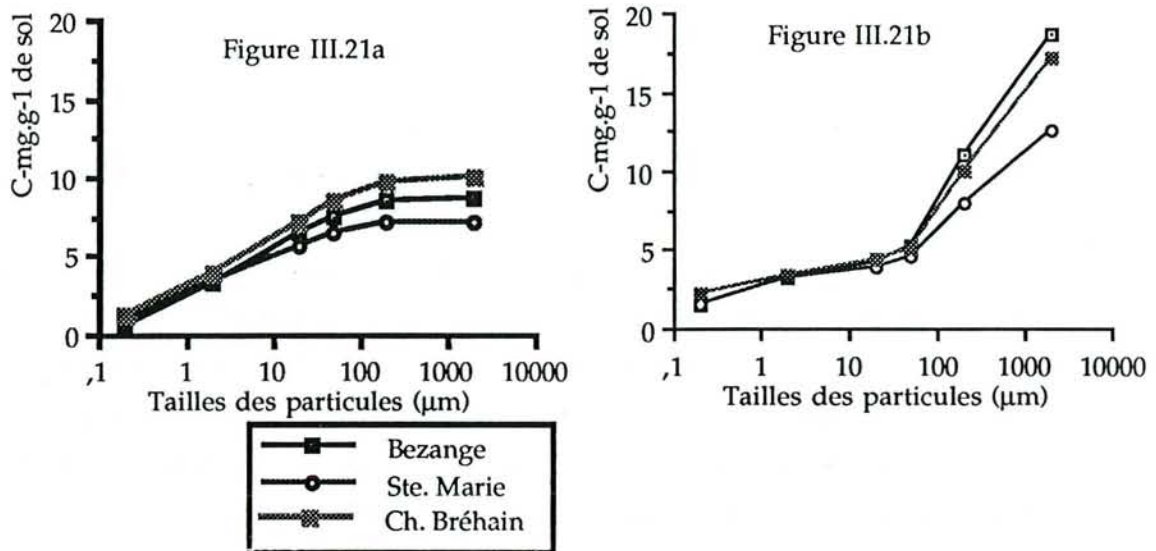 Figure III.21a
C-mg.g-1 de sol
20
15
10
5
0
,1
1
10
100
1000
10000
Tailles des particules (µm)
Figure III.21b
C-mg.g-1 de sol
20
15
10
5
0
,1
1
10
100
1000
10000
Tailles des particules (µm)
Bezange
Ste. Marie
Ch. Bréhain